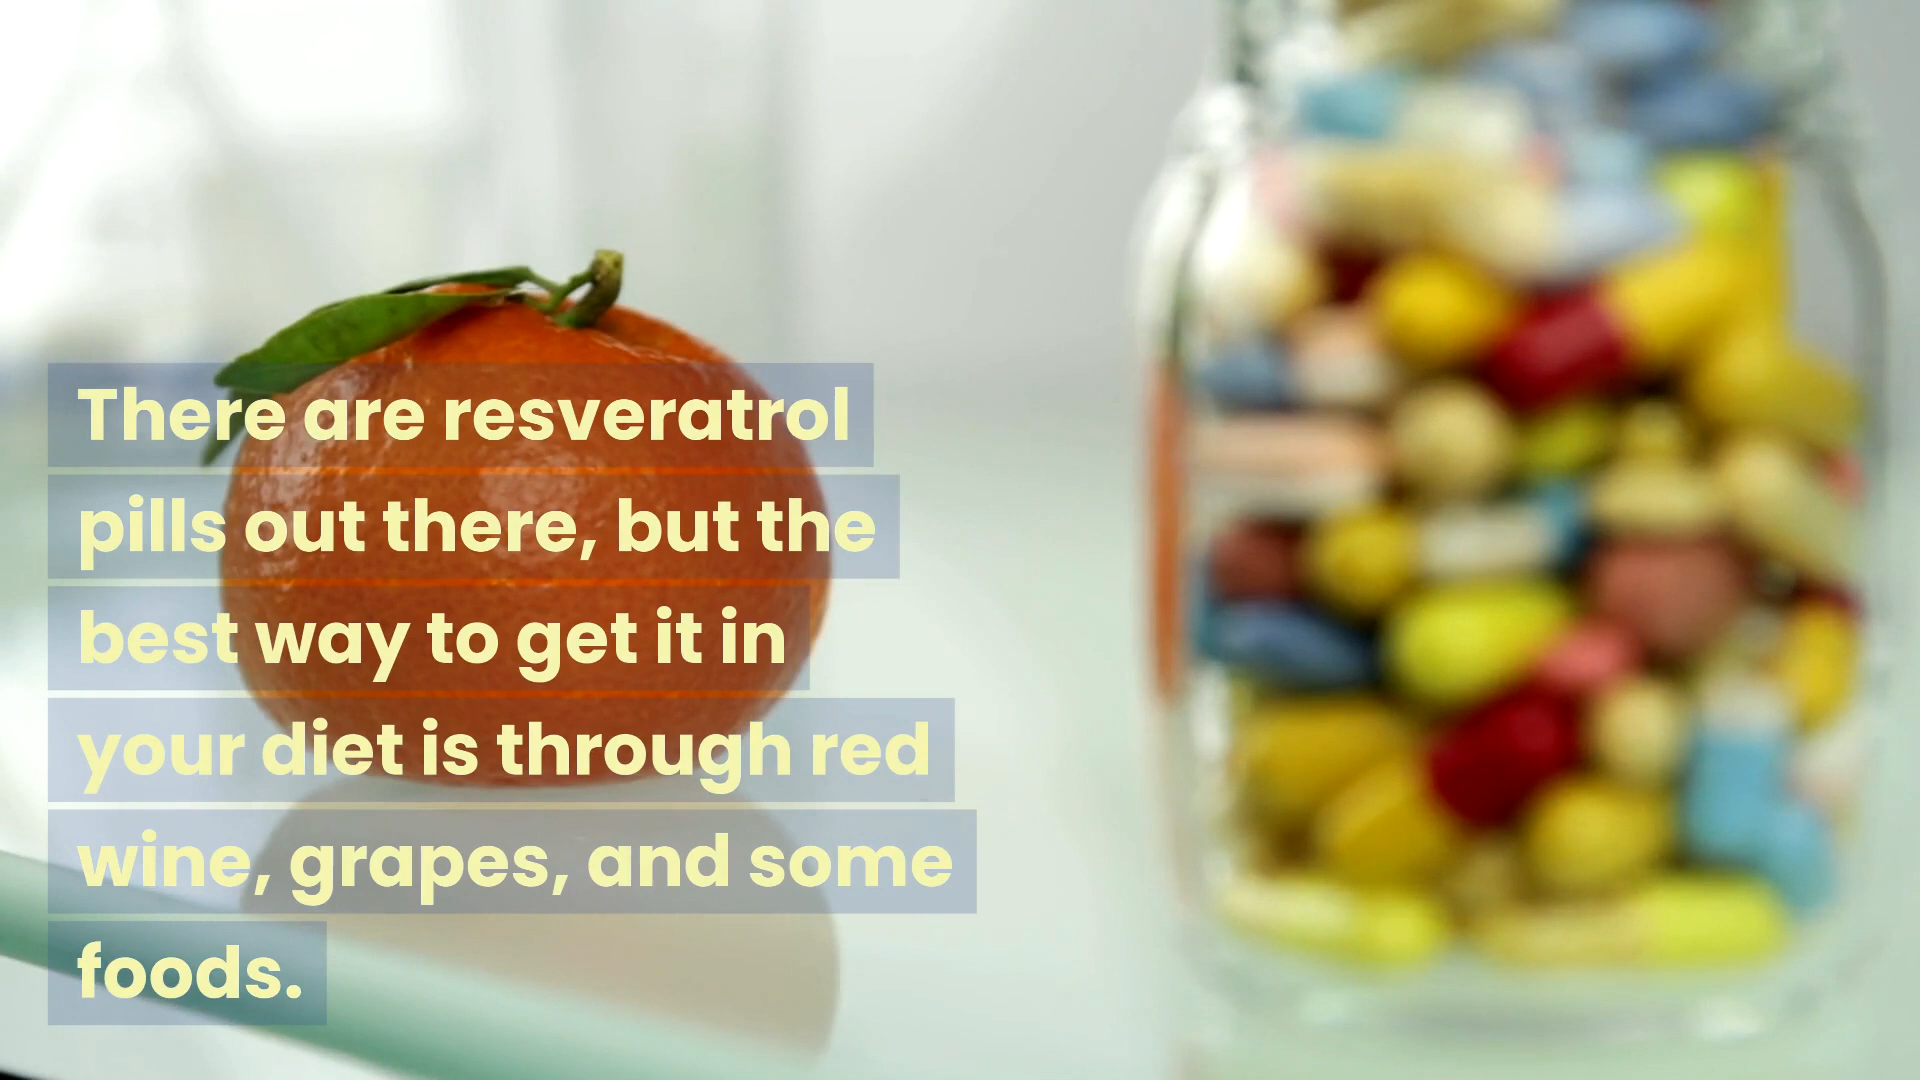 There are resveratrol
pills out there, but the
best way to get it in
your diet is through red
wine, grapes, and some
foods.